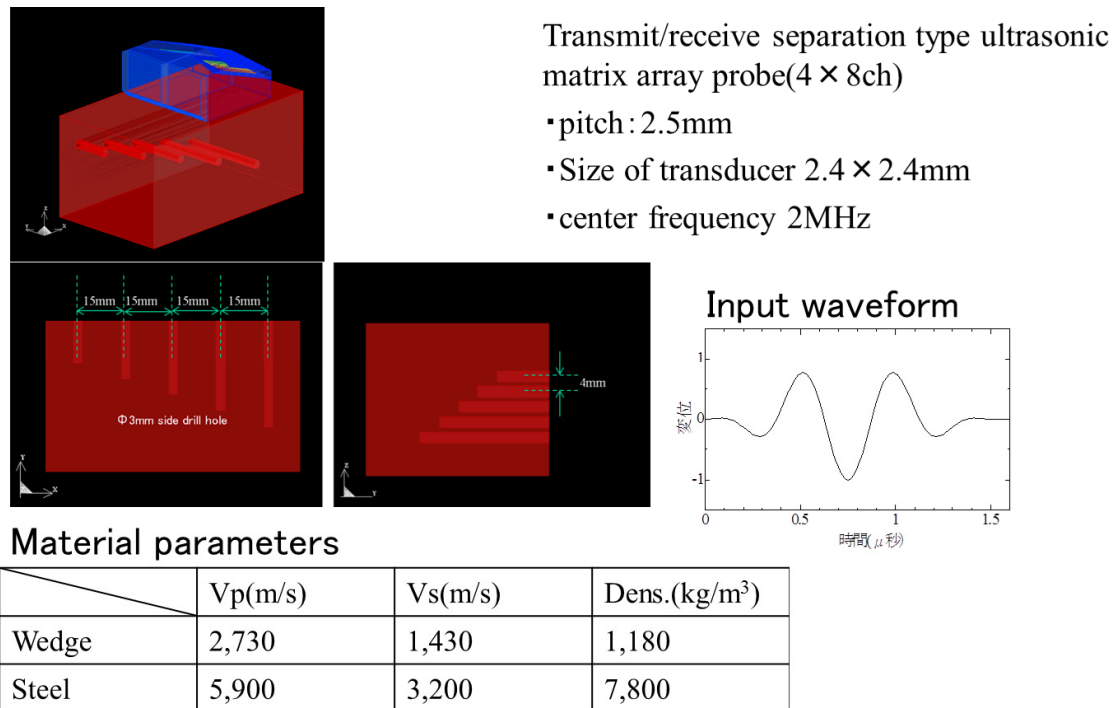 Transmit/receive separation type ultrasonic
matrix array probe(4×8ch)
・pitch:2.5mm
・Size of transducer 2.4×2.4mm
・center frequency 2MHz
z
Y
X
15mm 15mm 15mm 15mm
Φ3mm side drill hole
Y
X
4mm
Z
Y
Input waveform
変位
1
0
-1
0 0.5 1 1.5
時間(μ秒)
Material parameters
Vp(m/s) Vs(m/s) Dens.(kg/m³)
Wedge 2,730 1,430 1,180
Steel 5,900 3,200 7,800